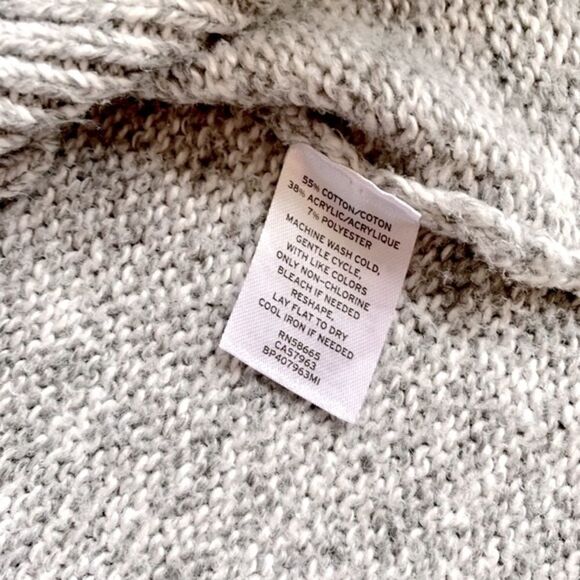 55% COTTON/COTON
38% ACRYLIC/ACRYLIQUE
7% POLYESTER
MACHINE WASH COLD,
GENTLE CYCLE,
WITH LIKE COLORS
ONLY NON-CHLORINE
BLEACH IF NEEDED
RESHAPE,
LAY FLAT TO DRY
COOL IRON IF NEEDED
RN58665
CA57963
BP407963MI